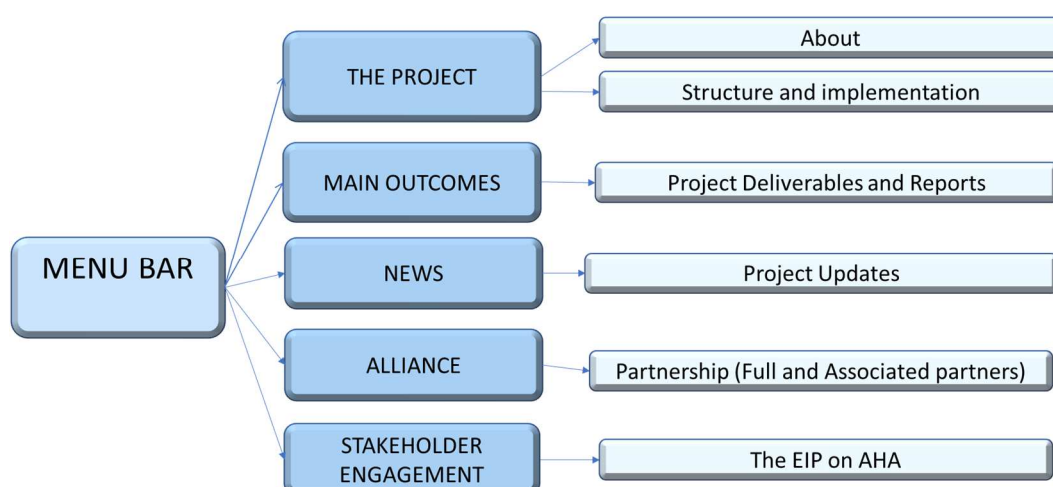 MENU BAR
THE PROJECT
About
Structure and implementation
MAIN OUTCOMES
Project Deliverables and Reports
NEWS
Project Updates
ALLIANCE
Partnership (Full and Associated partners)
STAKEHOLDER
ENGAGEMENT
The EIP on AHA